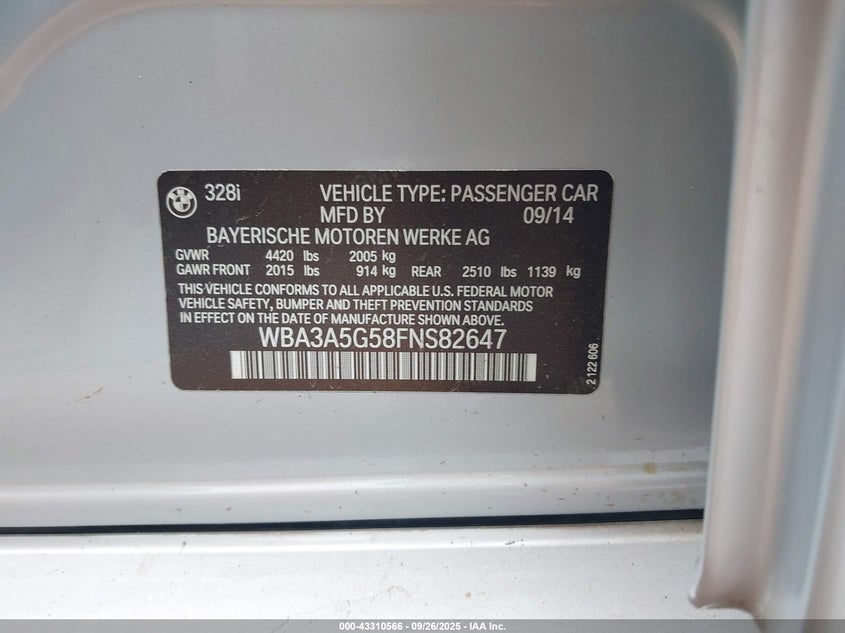 BMW
328i VEHICLE TYPE: PASSENGER CAR
MFD BY 09/14
BAYERISCHE MOTOREN WERKE AG
GVWR 4420 lbs 2005 kg
GAWR FRONT 2015 lbs 914 kg REAR 2510 lbs 1139 kg
THIS VEHICLE CONFORMS TO ALL APPLICABLE U.S. FEDERAL MOTOR
VEHICLE SAFETY, BUMPER AND THEFT PREVENTION STANDARDS
IN EFFECT ON THE DATE OF MANUFACTURE SHOWN ABOVE.
WBA3A5G58FNS82647
2 122 606
000-43310566 - 09/26/2025 - IAA Inc.